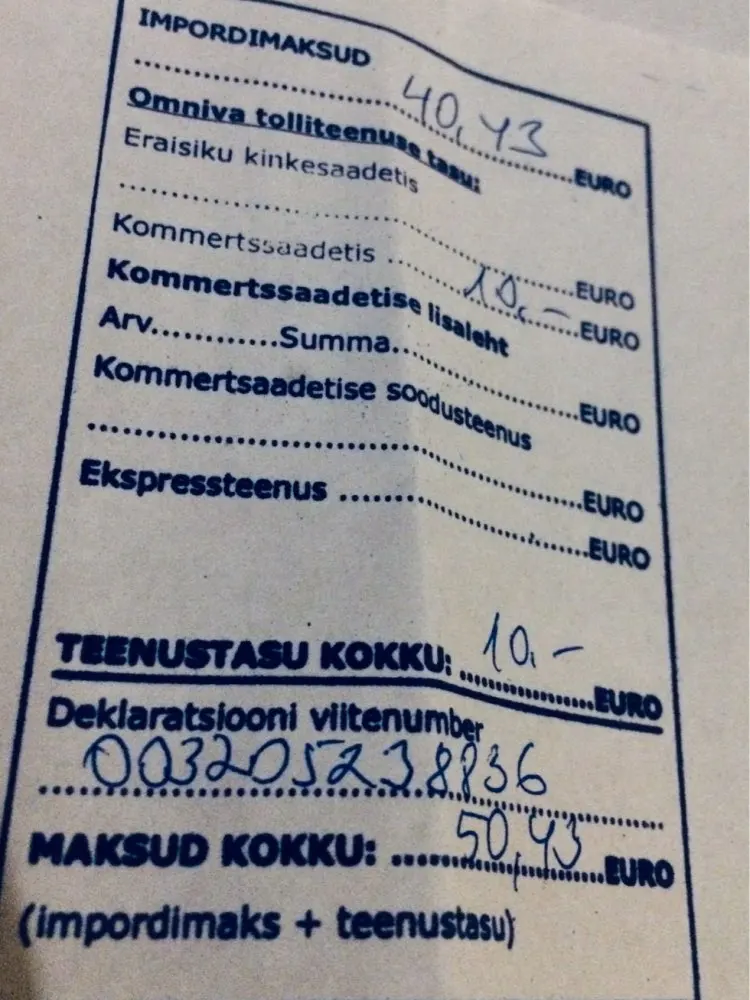 IMPORDIMAKSUD
40,43 EURO
Omniva tolliteenuse tasu:
Eraisiku kinkesaadetis
EURO
Kommertssaadetis 10,- EURO
Kommertssaadetise lisaleht
Arv............Summa................EURO
Kommertsaadetise soodusteenus
EURO
Ekspressteenus ................EURO
TEENUSTASU KOKKU: 10.- EURO
Deklaratsiooni viitenumber
003205238836
MAKSUD KOKKU: 50,43 EURO
(impordimaks + teenustasu)